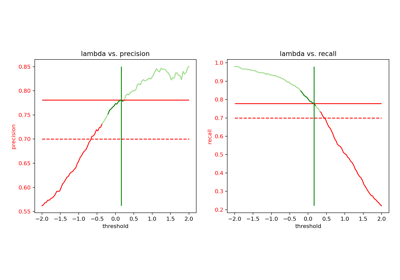 lambda vs. precision
0.85
0.80
0.75
0.70
0.65
0.60
0.55
precision
−2.0 −1.5 −1.0 −0.5 0.0 0.5 1.0 1.5 2.0
threshold
lambda vs. recall
1.0
0.9
0.8
0.7
0.6
0.5
0.4
0.3
0.2
recall
−2.0 −1.5 −1.0 −0.5 0.0 0.5 1.0 1.5 2.0
threshold